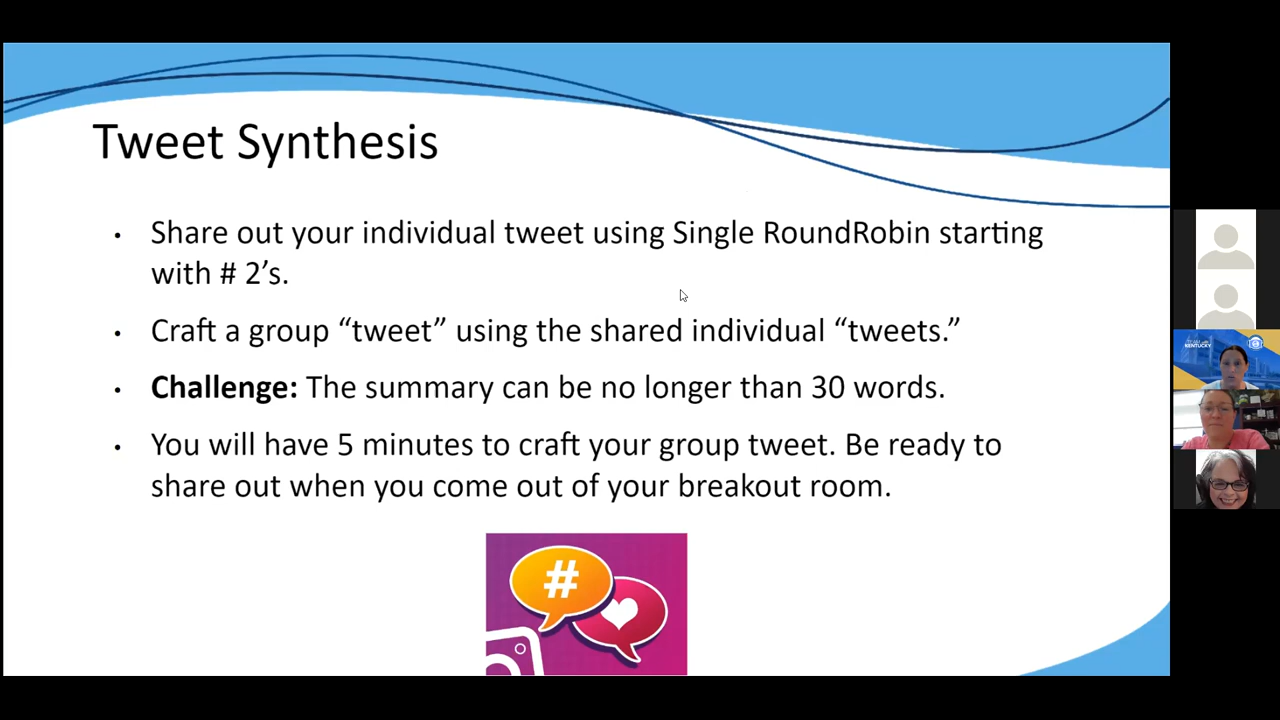 Tweet Synthesis
• Share out your individual tweet using Single RoundRobin starting
with # 2’s.
• Craft a group “tweet” using the shared individual “tweets.”
• Challenge: The summary can be no longer than 30 words.
• You will have 5 minutes to craft your group tweet. Be ready to
share out when you come out of your breakout room.
#
KENTUCKY